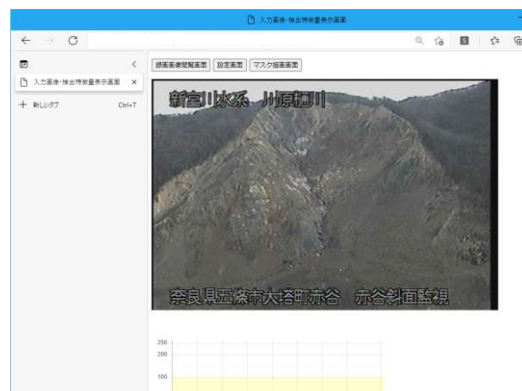 入力画像・検出特徴量表示画面
入力画像・検出特徴量表示画面
新しいタブ Ctrl+T
録画画像閲覧画面 設定画面 マスク描画画面
新宮川水系 川原樋川
奈良県五條市大塔町赤谷 赤谷斜面監視
250
200
100